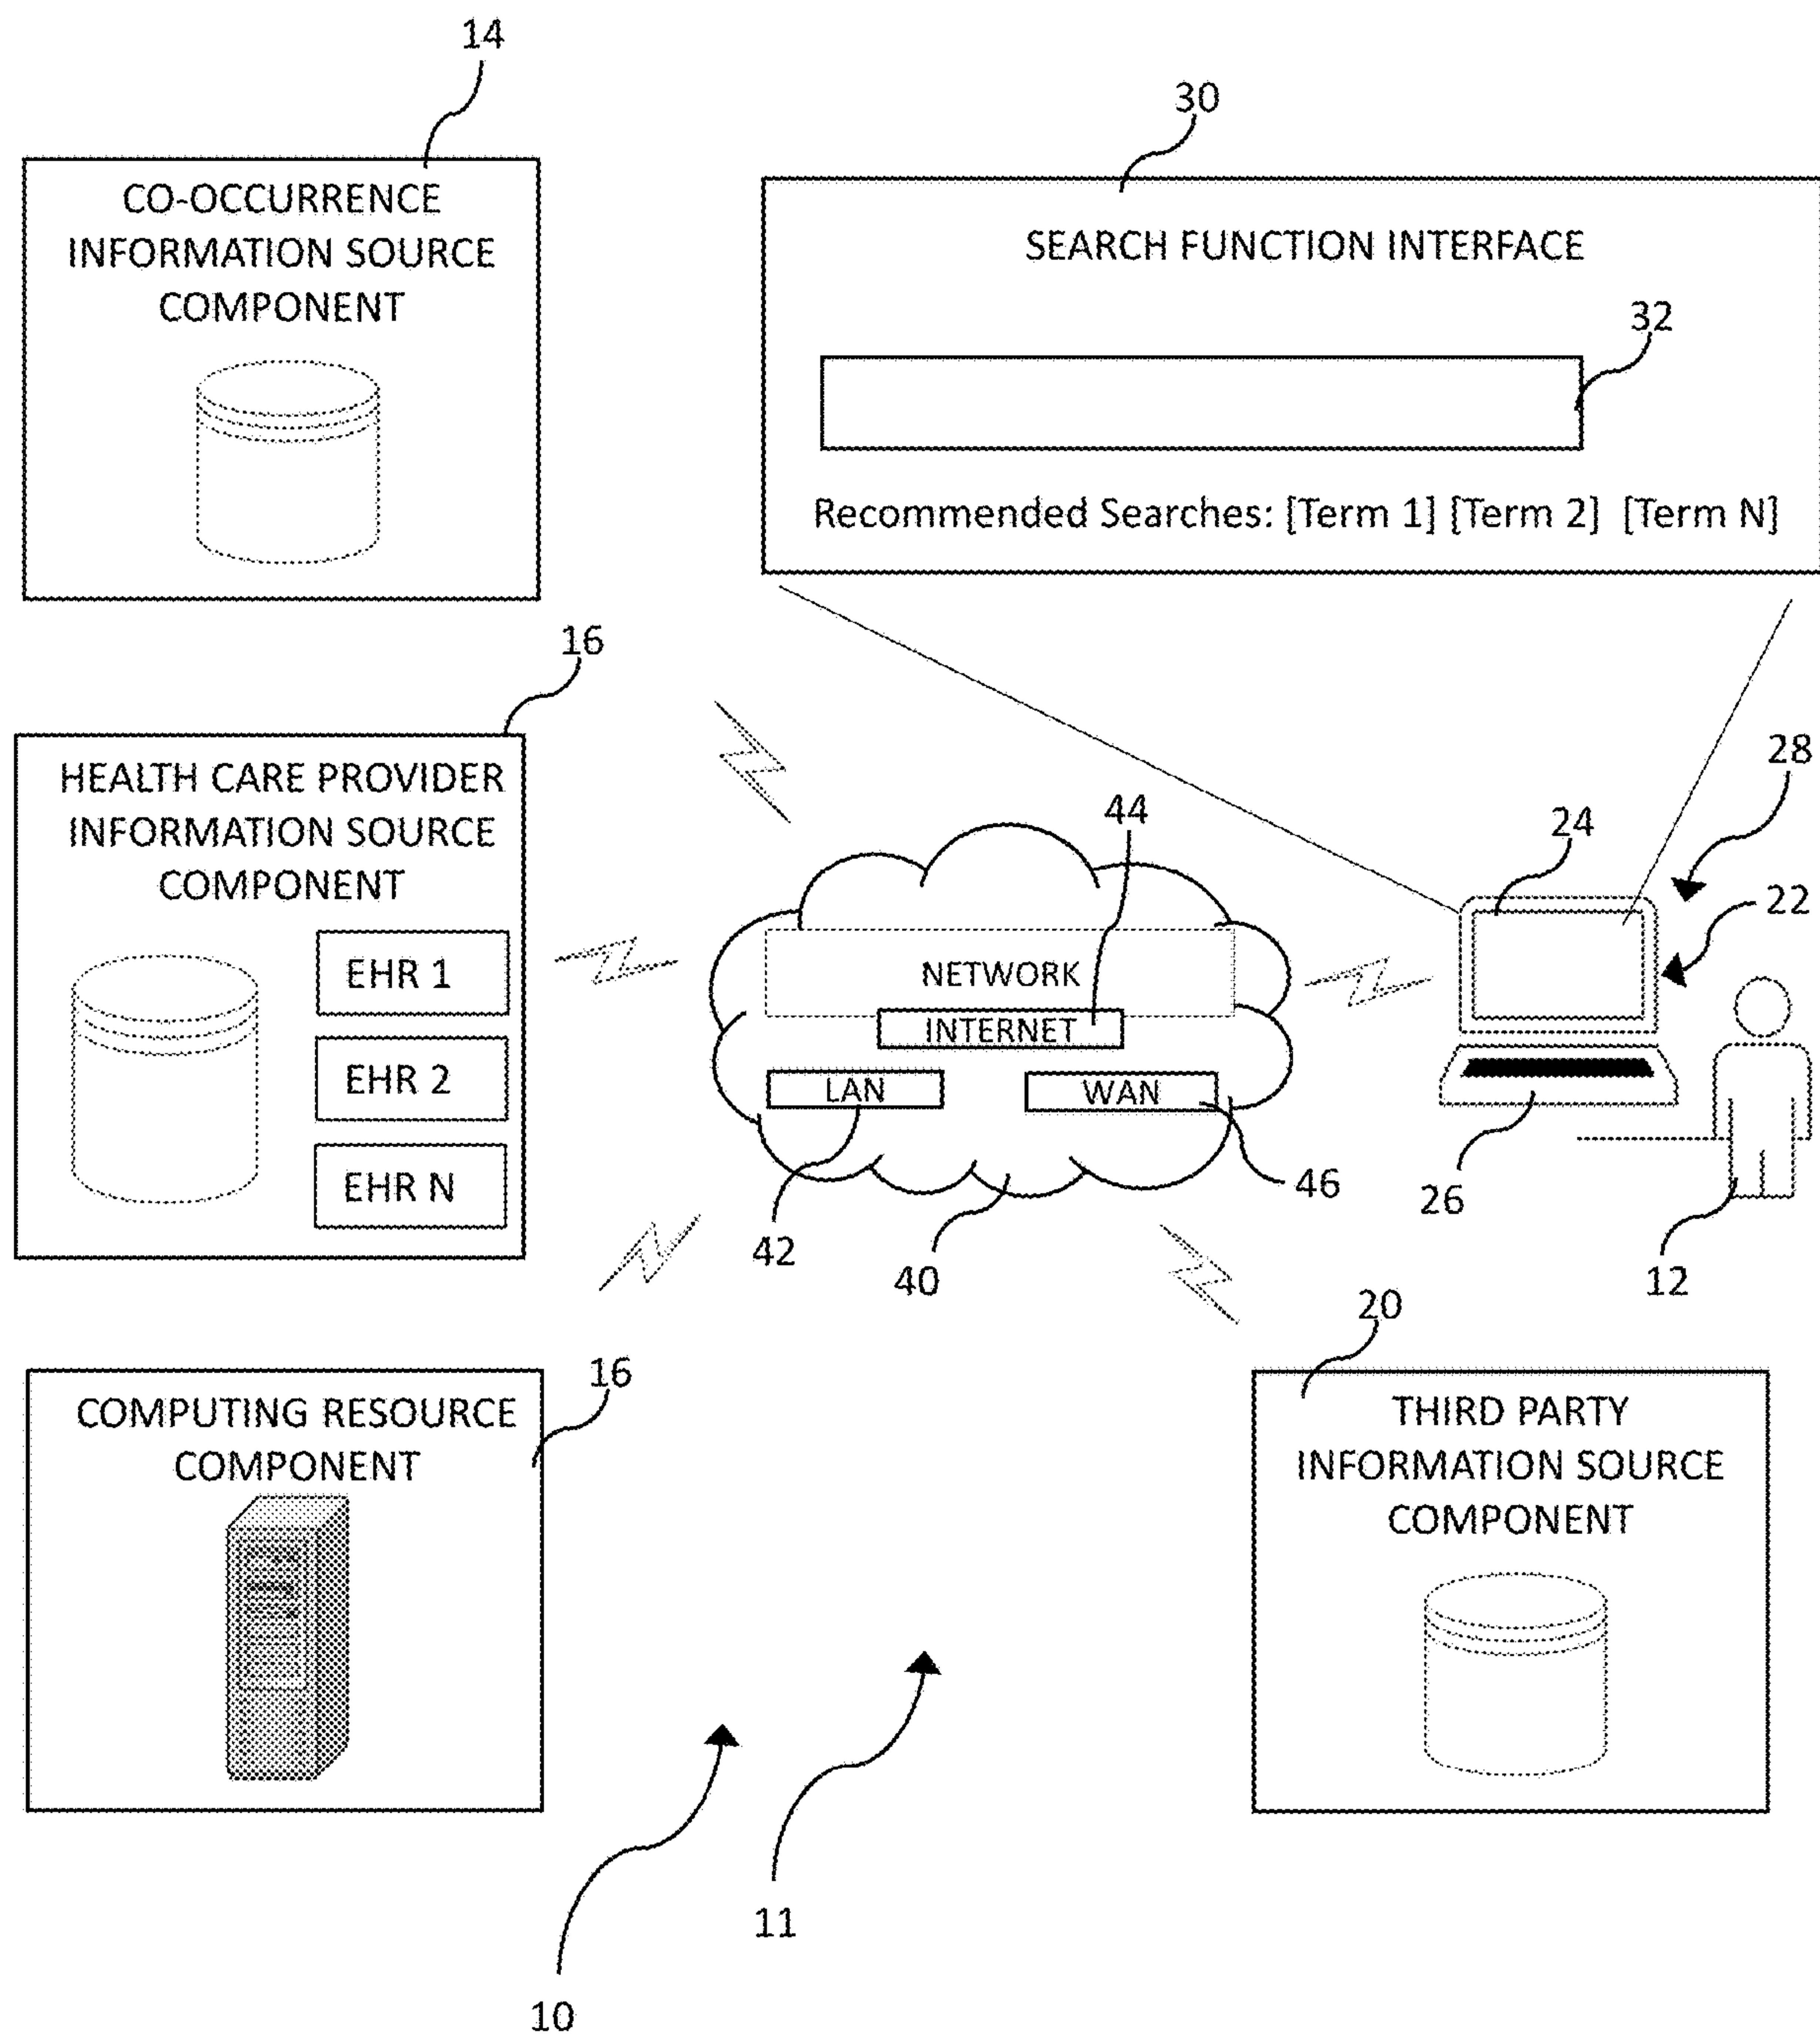 14
CO-OCCURRENCE
INFORMATION SOURCE
COMPONENT
30
SEARCH FUNCTION INTERFACE
32
Recommended Searches: [Term 1] [Term 2] [Term N]
16
HEALTH CARE PROVIDER
INFORMATION SOURCE
COMPONENT
EHR 1
EHR 2
EHR N
44
NETWORK
INTERNET
LAN
WAN
42
40
46
28
24
22
26
12
16
COMPUTING RESOURCE
COMPONENT
20
THIRD PARTY
INFORMATION SOURCE
COMPONENT
11
10